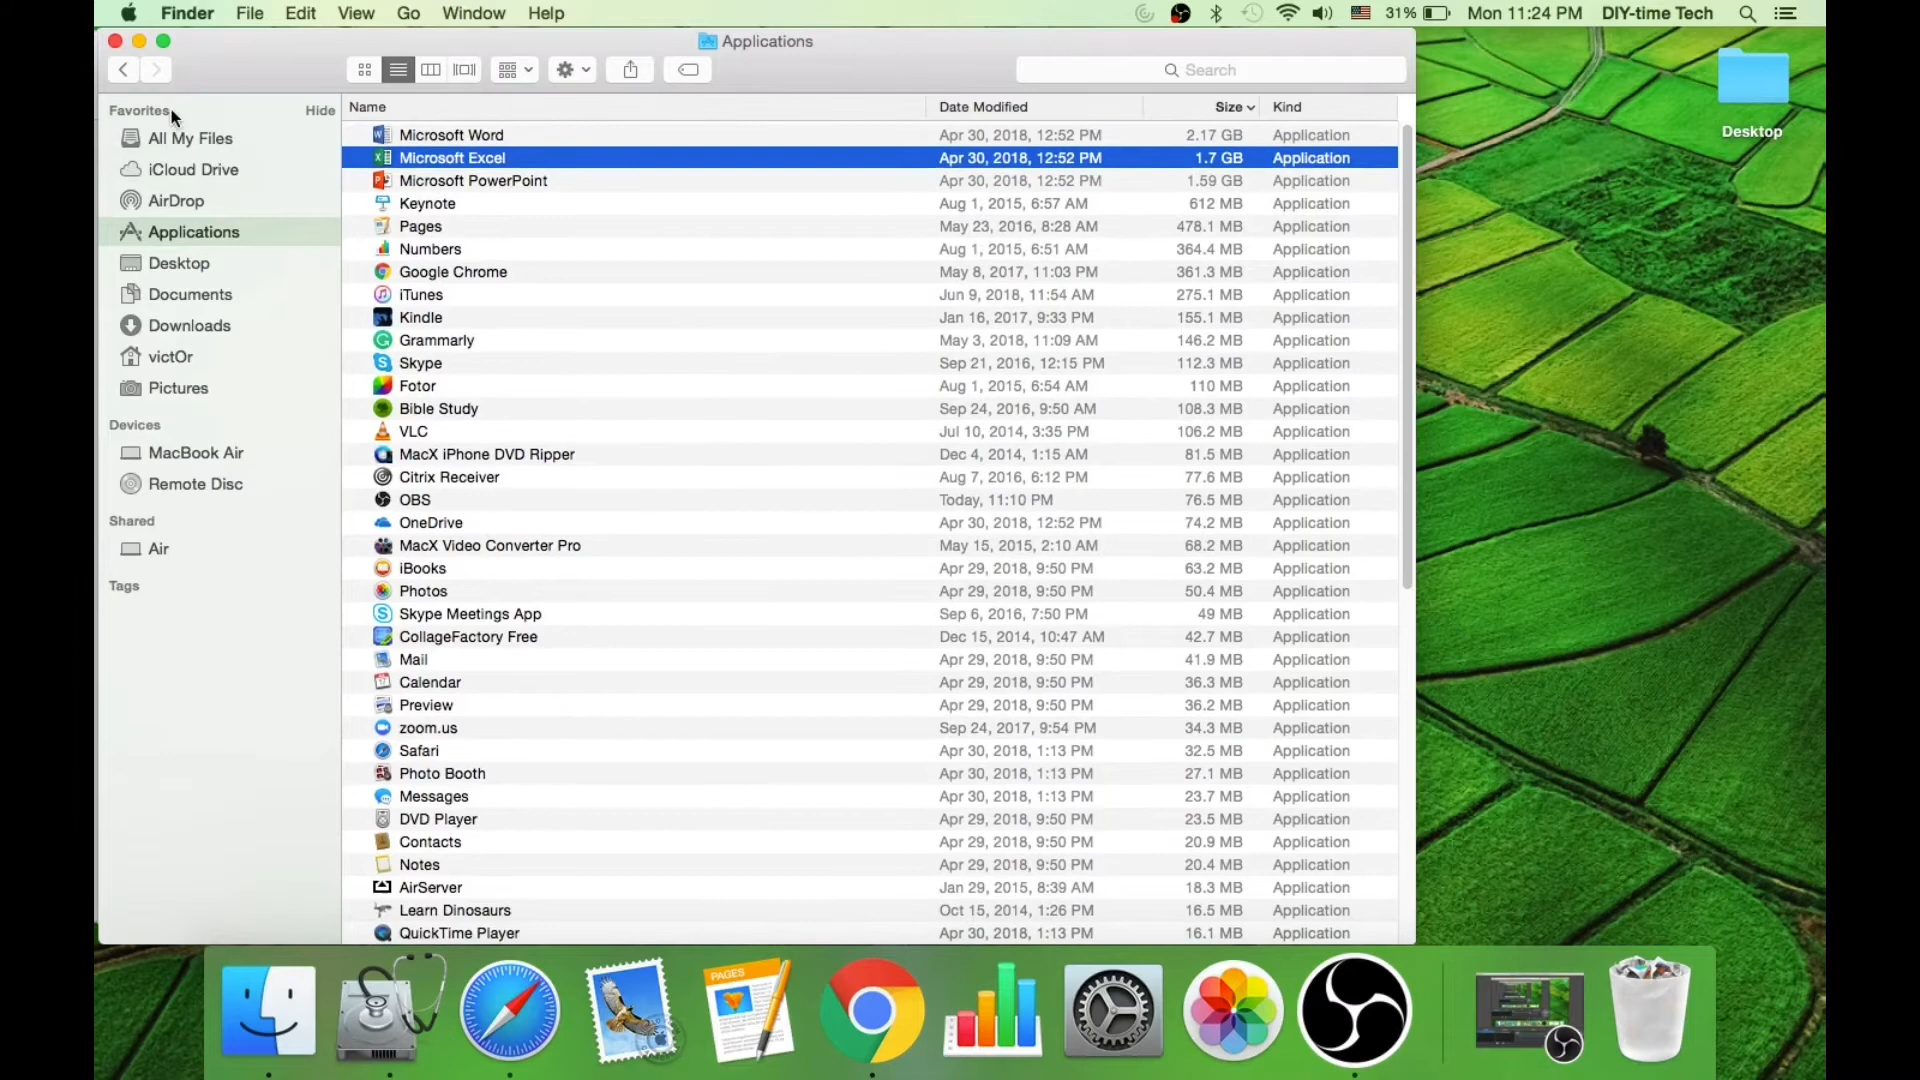 Finder File Edit View Go Window Help 31% Mon 11:24 PM DIY-time Tech
Applications
Search
Favorites Hide
All My Files
iCloud Drive
AirDrop
Applications
Desktop
Documents
Downloads
victOr
Pictures
Devices
MacBook Air
Remote Disc
Shared
Air
Tags
Name Date Modified Size Kind
Microsoft Word Apr 30, 2018, 12:52 PM 2.17 GB Application
Microsoft Excel Apr 30, 2018, 12:52 PM 1.7 GB Application
Microsoft PowerPoint Apr 30, 2018, 12:52 PM 1.59 GB Application
Keynote Aug 1, 2015, 6:57 AM 612 MB Application
Pages May 23, 2016, 8:28 AM 478.1 MB Application
Numbers Aug 1, 2015, 6:51 AM 364.4 MB Application
Google Chrome May 8, 2017, 11:03 PM 361.3 MB Application
iTunes Jun 9, 2018, 11:54 AM 275.1 MB Application
Kindle Jan 16, 2017, 9:33 PM 155.1 MB Application
Grammarly May 3, 2018, 11:09 AM 146.2 MB Application
Skype Sep 21, 2016, 12:15 PM 112.3 MB Application
Fotor Aug 1, 2015, 6:54 AM 110 MB Application
Bible Study Sep 24, 2016, 9:50 AM 108.3 MB Application
VLC Jul 10, 2014, 3:35 PM 106.2 MB Application
MacX iPhone DVD Ripper Dec 4, 2014, 1:15 AM 81.5 MB Application
Citrix Receiver Aug 7, 2016, 6:12 PM 77.6 MB Application
OBS Today, 11:10 PM 76.5 MB Application
OneDrive Apr 30, 2018, 12:52 PM 74.2 MB Application
MacX Video Converter Pro May 15, 2015, 2:10 AM 68.2 MB Application
iBooks Apr 29, 2018, 9:50 PM 63.2 MB Application
Photos Apr 29, 2018, 9:50 PM 50.4 MB Application
Skype Meetings App Sep 6, 2016, 7:50 PM 49 MB Application
CollageFactory Free Dec 15, 2014, 10:47 AM 42.7 MB Application
Mail Apr 29, 2018, 9:50 PM 41.9 MB Application
Calendar Apr 29, 2018, 9:50 PM 36.3 MB Application
Preview Apr 29, 2018, 9:50 PM 36.2 MB Application
zoom.us Sep 24, 2017, 9:54 PM 34.3 MB Application
Safari Apr 30, 2018, 1:13 PM 32.5 MB Application
Photo Booth Apr 30, 2018, 1:13 PM 27.1 MB Application
Messages Apr 30, 2018, 1:13 PM 23.7 MB Application
DVD Player Apr 29, 2018, 9:50 PM 23.5 MB Application
Contacts Apr 29, 2018, 9:50 PM 20.9 MB Application
Notes Apr 29, 2018, 9:50 PM 20.4 MB Application
AirServer Jan 29, 2015, 8:39 AM 18.3 MB Application
Learn Dinosaurs Oct 15, 2014, 1:26 PM 16.5 MB Application
QuickTime Player Apr 30, 2018, 1:13 PM 16.1 MB Application
Desktop
PAGES